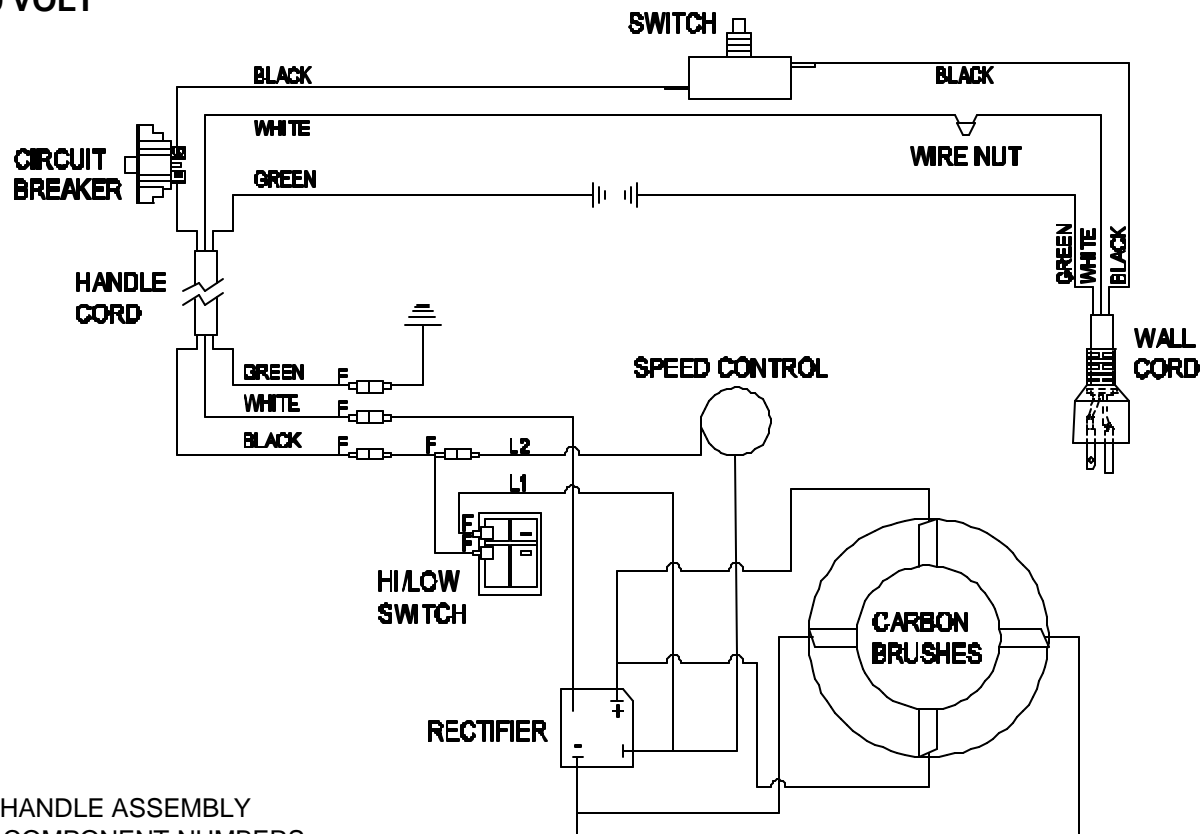 VOLT
SWITCH
BLACK
BLACK
WHITE
WIRE NUT
CIRCUIT
BREAKER
GREEN
GREEN
WHITE
BLACK
HANDLE
CORD
WALL
CORD
SPEED CONTROL
GREEN
F
WHITE
F
BLACK
F
F
L2
L1
F
F
HI/LOW
SWITCH
CARBON
BRUSHES
+
-
RECTIFIER
HANDLE ASSEMBLY
COMPONENT NUMBERS